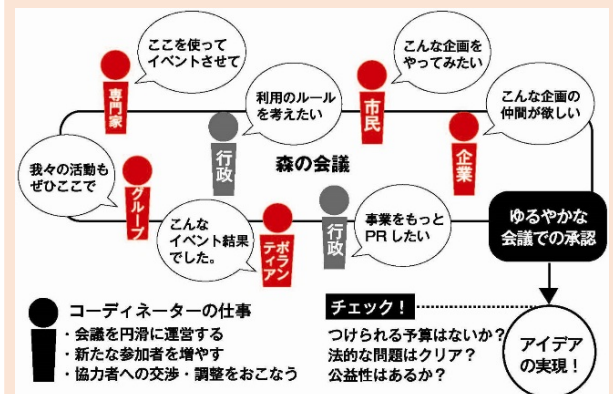 ここを使って
イベントさせて
専門家
利用のルール
を考えたい
行政
こんな企画を
やってみたい
市民
こんな企画の
仲間が欲しい
企業
森の会議
我々の活動も
ぜひここで
グループ
こんな
イベント結果
でした。
ボラン
ティア
行政
事業をもっと
PRしたい
ゆるやかな
会議での承認
コーディネーターの仕事
・会議を円滑に運営する
・新たな参加者を増やす
・協力者への交渉・調整をおこなう
チェック！
つけられる予算はないか？
法的な問題はクリア？
公益性はあるか？
アイデア
の実現！